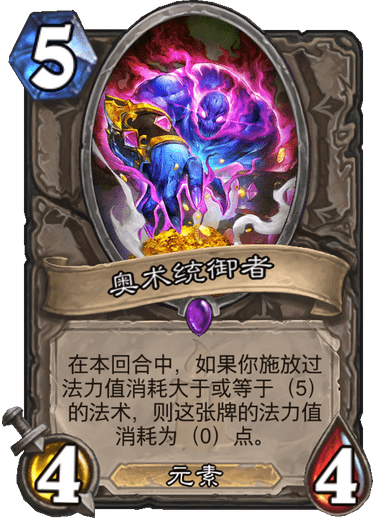 5
奥术统御者
在本回合中，如果你施放过
法力值消耗大于或等于（5）
的法术，则这张牌的法力值
消耗为（0）点。
4
元素
4